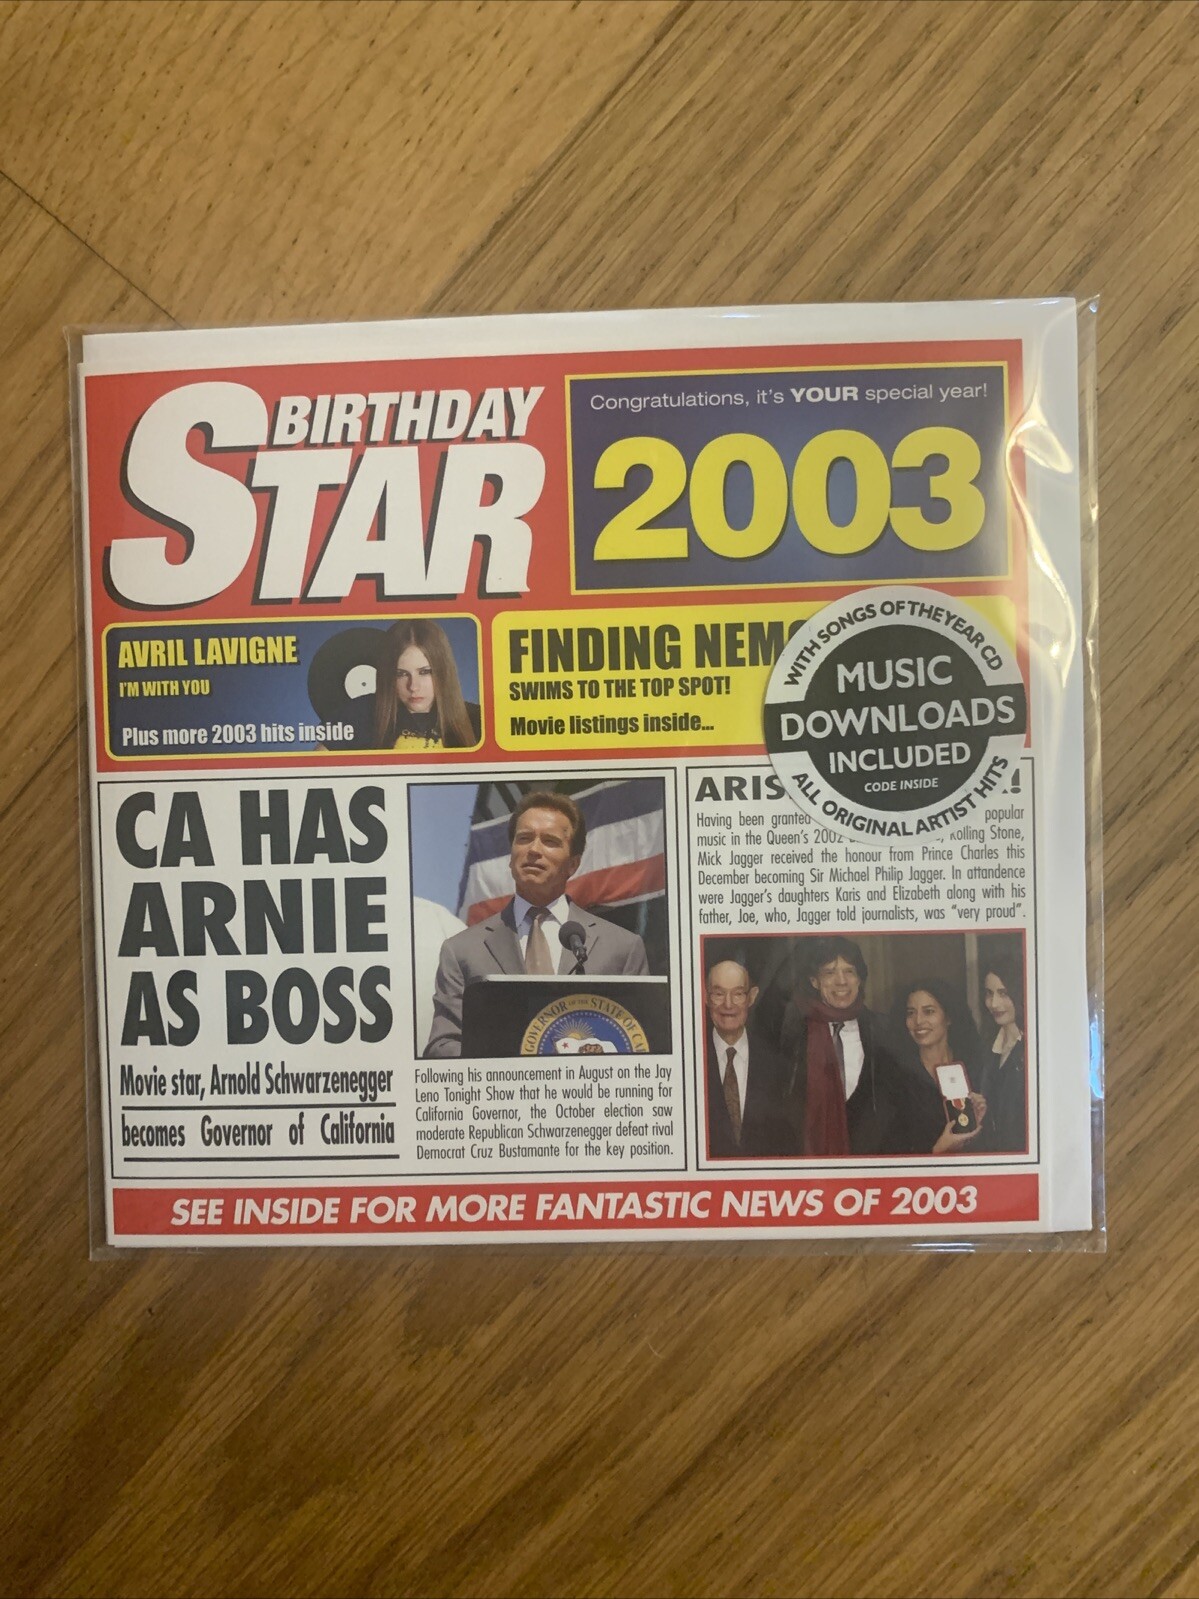 BIRTHDAY
STAR
Congratulations, it's YOUR special year!
2003
AVRIL LAVIGNE
I'M WITH YOU
Plus more 2003 hits inside
FINDING NEM
SWIMS TO THE TOP SPOT!
Movie listings inside...
WITH SONGS OF THE YEAR CD
MUSIC
DOWNLOADS
INCLUDED
CODE INSIDE
ALL ORIGINAL ARTIST HITS
CA HAS
ARNIE
AS BOSS
Movie star, Arnold Schwarzenegger
becomes Governor of California
GOVERNOR OF THE STATE OF CAL
Following his announcement in August on the Jay
Leno Tonight Show that he would be running for
California Governor, the October election saw
moderate Republican Schwarzenegger defeat rival
Democrat Cruz Bustamante for the key position.
ARIS !
Having been granted popular
music in the Queen's 2002 Rolling Stone,
Mick Jagger received the honour from Prince Charles this
December becoming Sir Michael Philip Jagger. In attendence
were Jagger's daughters Karis and Elizabeth along with his
father, Joe, who, Jagger told journalists, was "very proud".
SEE INSIDE FOR MORE FANTASTIC NEWS OF 2003